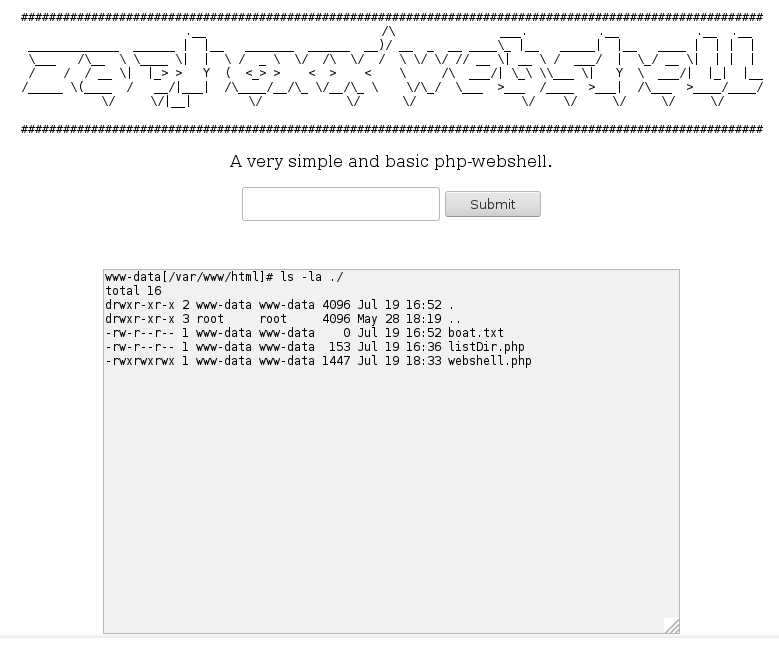 zaphoxx' webshell
A very simple and basic php-webshell.
Submit
www-data[/var/www/html]# ls -la ./
total 16
drwxr-xr-x 2 www-data www-data 4096 Jul 19 16:52 .
drwxr-xr-x 3 root     root     4096 May 28 18:19 ..
-rw-r--r-- 1 www-data www-data    0 Jul 19 16:52 boat.txt
-rw-r--r-- 1 www-data www-data  153 Jul 19 16:36 listDir.php
-rwxrwxrwx 1 www-data www-data 1447 Jul 19 18:33 webshell.php